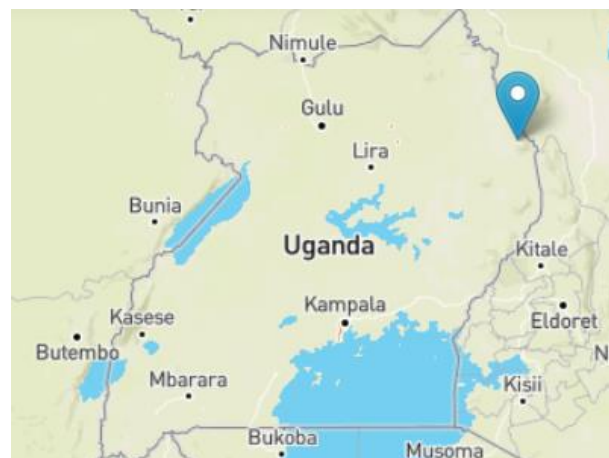 Nimule
Gulu
Lira
Bunia
Uganda
Kitale
Kampala
Kasese
Eldoret
Butembo
Mbarara
Kisii
Bukoba
Musoma